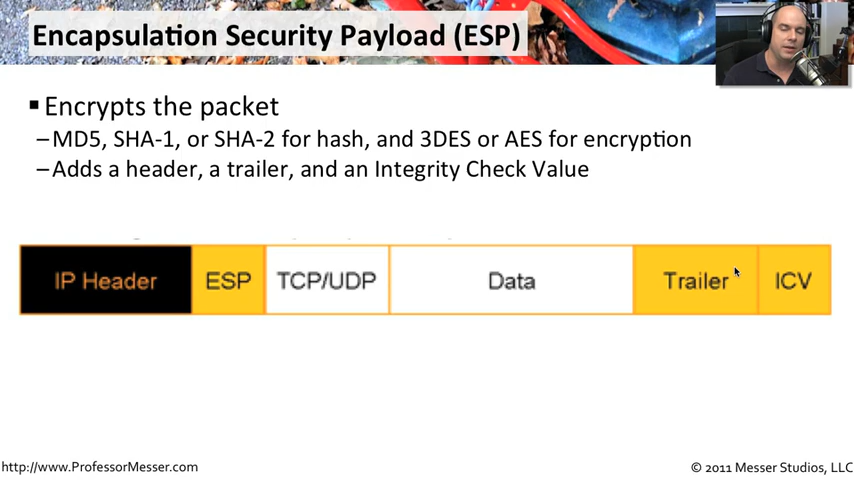 Encapsulation Security Payload (ESP)
Encrypts the packet
–MD5, SHA-1, or SHA-2 for hash, and 3DES or AES for encryption
–Adds a header, a trailer, and an Integrity Check Value
IP Header ESP TCP/UDP Data Trailer ICV
http://www.ProfessorMesser.com
© 2011 Messer Studios, LLC